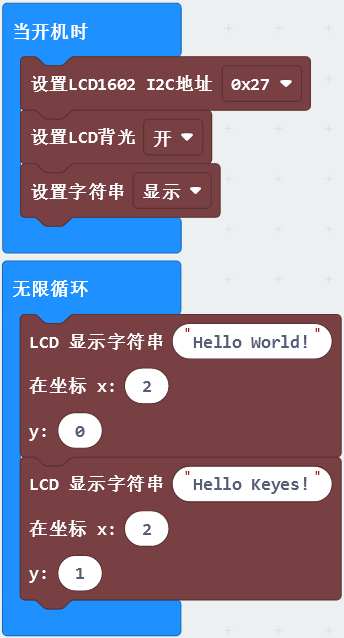 当开机时
设置LCD1602 I2C地址 0x27
设置LCD背光 开
设置字符串 显示
无限循环
LCD 显示字符串 "Hello World!"
在坐标 x: 2
y: 0
LCD 显示字符串 "Hello Keyes!"
在坐标 x: 2
y: 1